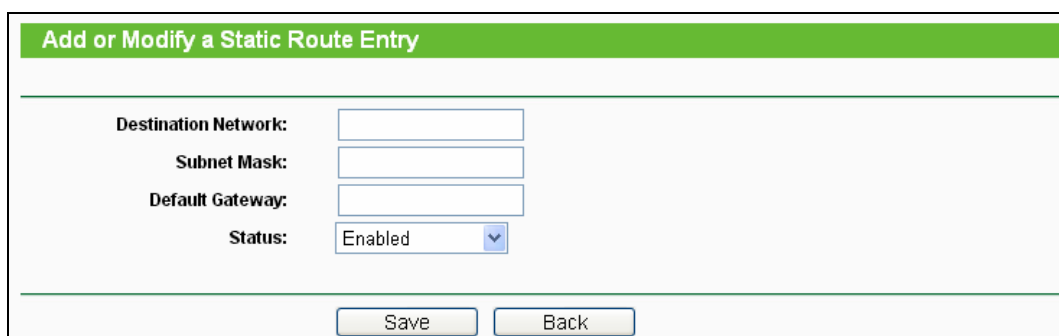 Add or Modify a Static Route Entry
Destination Network:
Subnet Mask:
Default Gateway:
Status: Enabled
Save Back